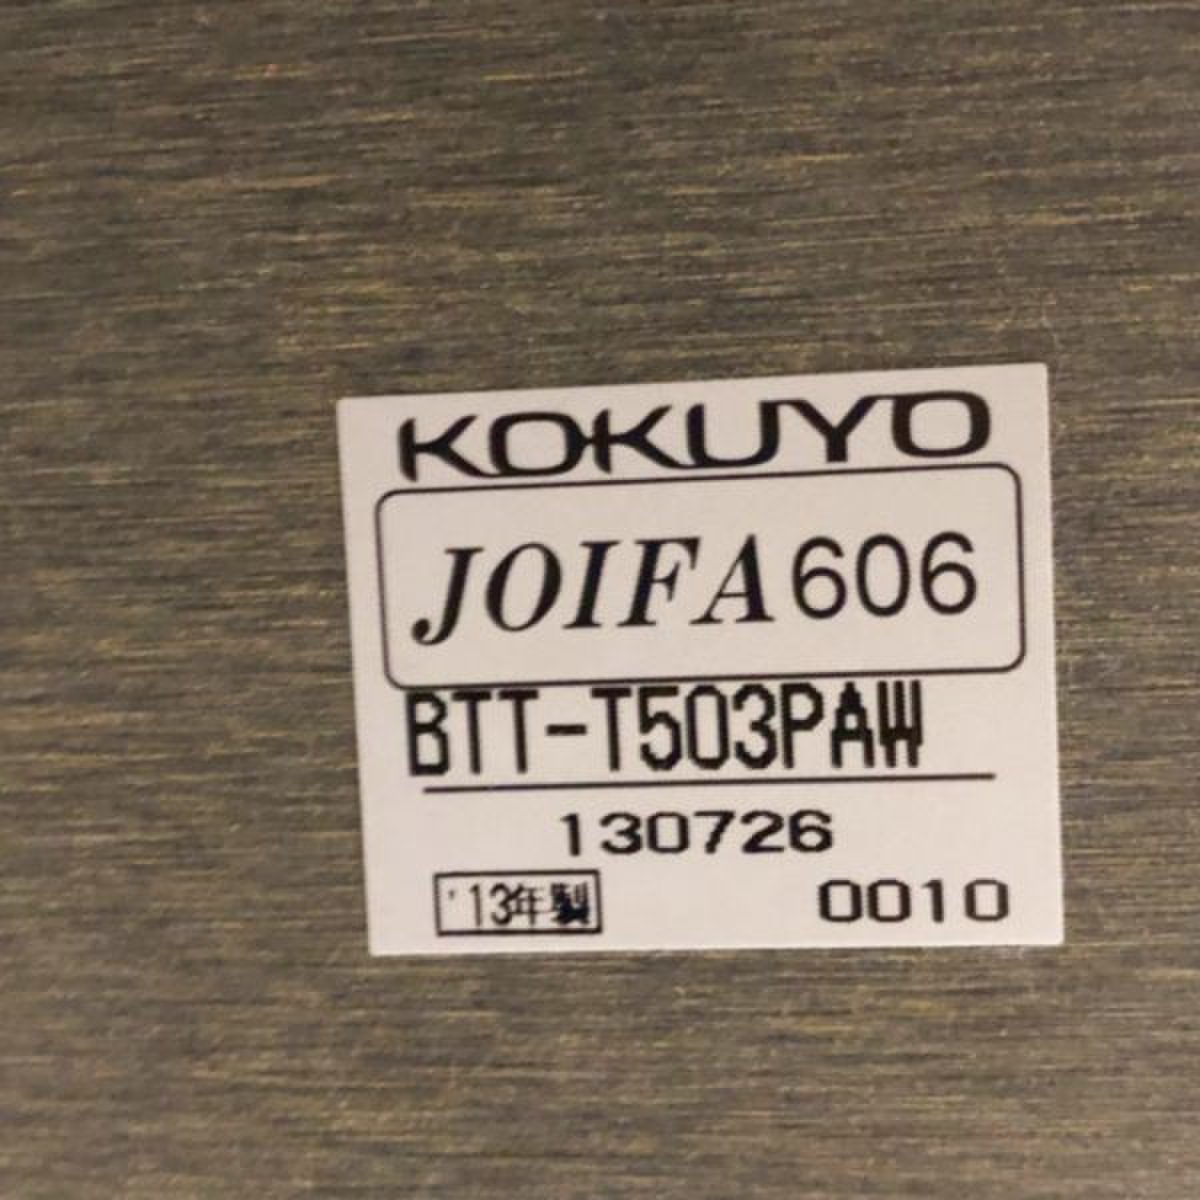 KOKUYO
JOIFA606
BTT-T503PAW
130726
'13年製 0010